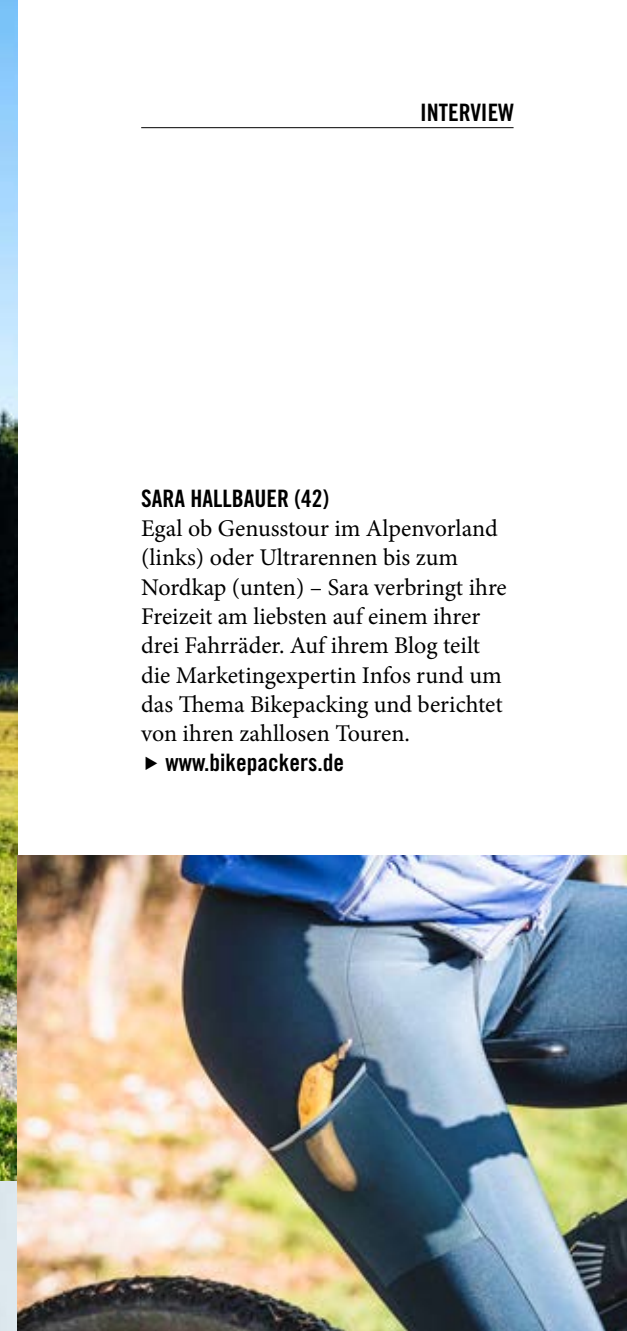 INTERVIEW
SARA HALLBAUER (42)
Egal ob Genusstour im Alpenvorland
(links) oder Ultrarennen bis zum
Nordkap (unten) – Sara verbringt ihre
Freizeit am liebsten auf einem ihrer
drei Fahrräder. Auf ihrem Blog teilt
die Marketingexpertin Infos rund um
das Thema Bikepacking und berichtet
von ihren zahllosen Touren.
▶ www.bikepackers.de